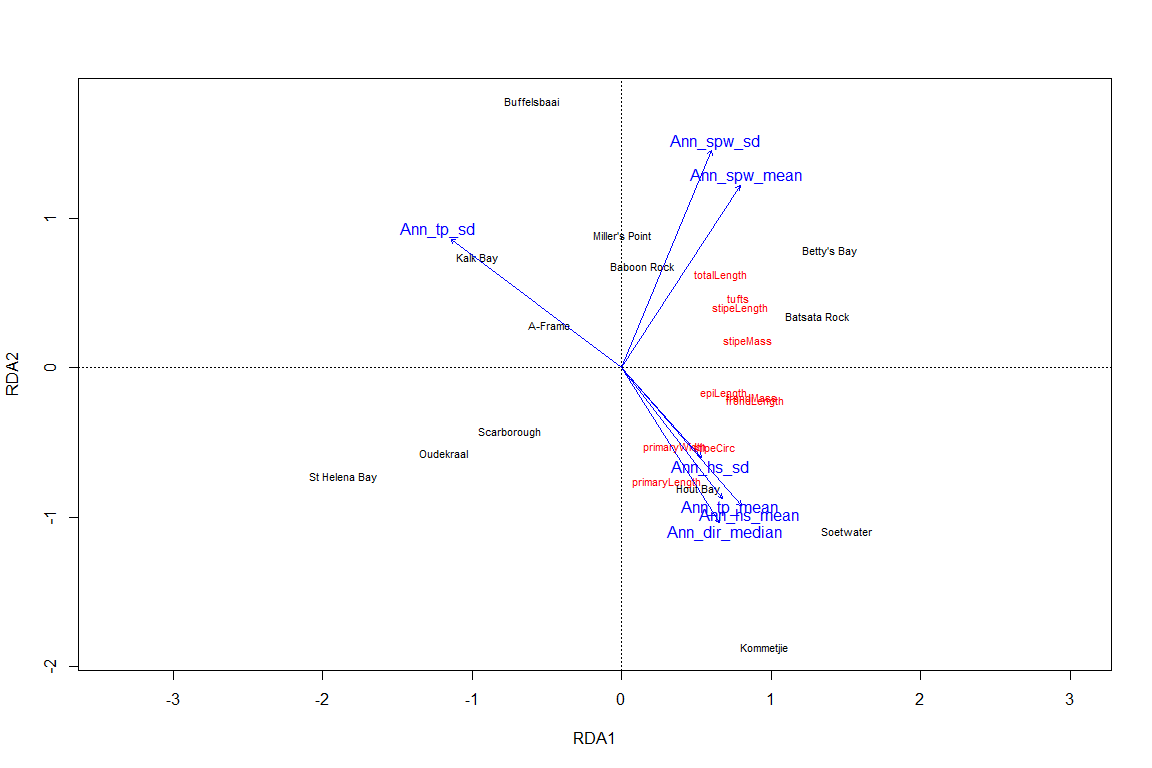 Buffelsbaai
Ann_spw_sd
Ann_spw_mean
1
Ann_tp_sd
Miller's Point
Betty's Bay
Kalk Bay
Baboon Rock
totalLength
tufts
stipeLength
Batsata Rock
A-Frame
stipeMass
RDA2
0
epiLength
frondMass
frondLength
Scarborough
primaryWidth
stipeCirc
Oudekraal
Ann_hs_sd
St Helena Bay
primaryLength
Hout Bay
Ann_tp_mean
-1
Ann_hs_mean
Ann_dir_median
Soetwater
Kommetjie
-2
-3 -2 -1 0 1 2 3
RDA1